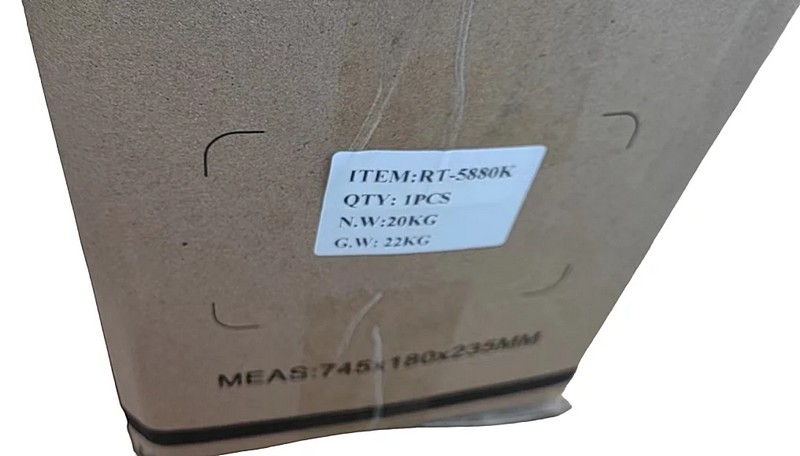 ITEM:RT-5880K
QTY: 1PCS
N.W:20KG
G.W: 22KG
MEAS:745x180x235MM